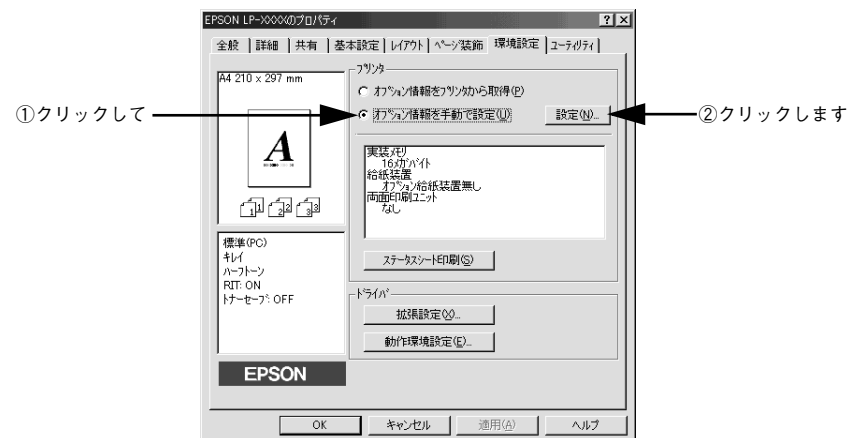 EPSON LP-XXXXのプロパティ
全般 詳細 共有 基本設定 レイアウト ページ装飾 環境設定 ユーティリティ
A4 210 x 297 mm
プリンタ
オプション情報をプリンタから取得(P)
①クリックして
オプション情報を手動で設定(U)
設定(N)...
②クリックします
A
1 1 2 2 3 3
実装メモリ
16メガバイト
給紙装置
オプション給紙装置無し
両面印刷ユニット
なし
ステータスシート印刷(S)
標準(PC)
キレイ
ハーフトーン
RIT: ON
トナーセーブ: OFF
ドライバ
拡張設定(X)...
動作環境設定(E)...
EPSON
OK キャンセル 適用(A) ヘルプ